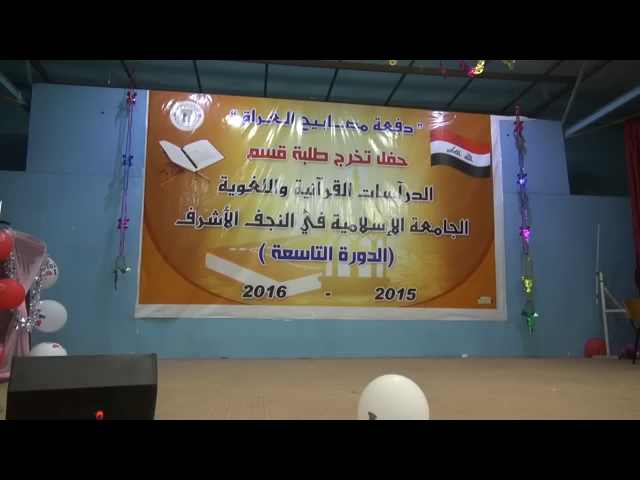 " دفعة مصابيح العراق "
حفل تخرج طلبة قسم
الدراسات القرآنية واللغوية
الجامعة الإسلامية في النجف الأشرف
(الدورة التاسعة )
2015 - 2016